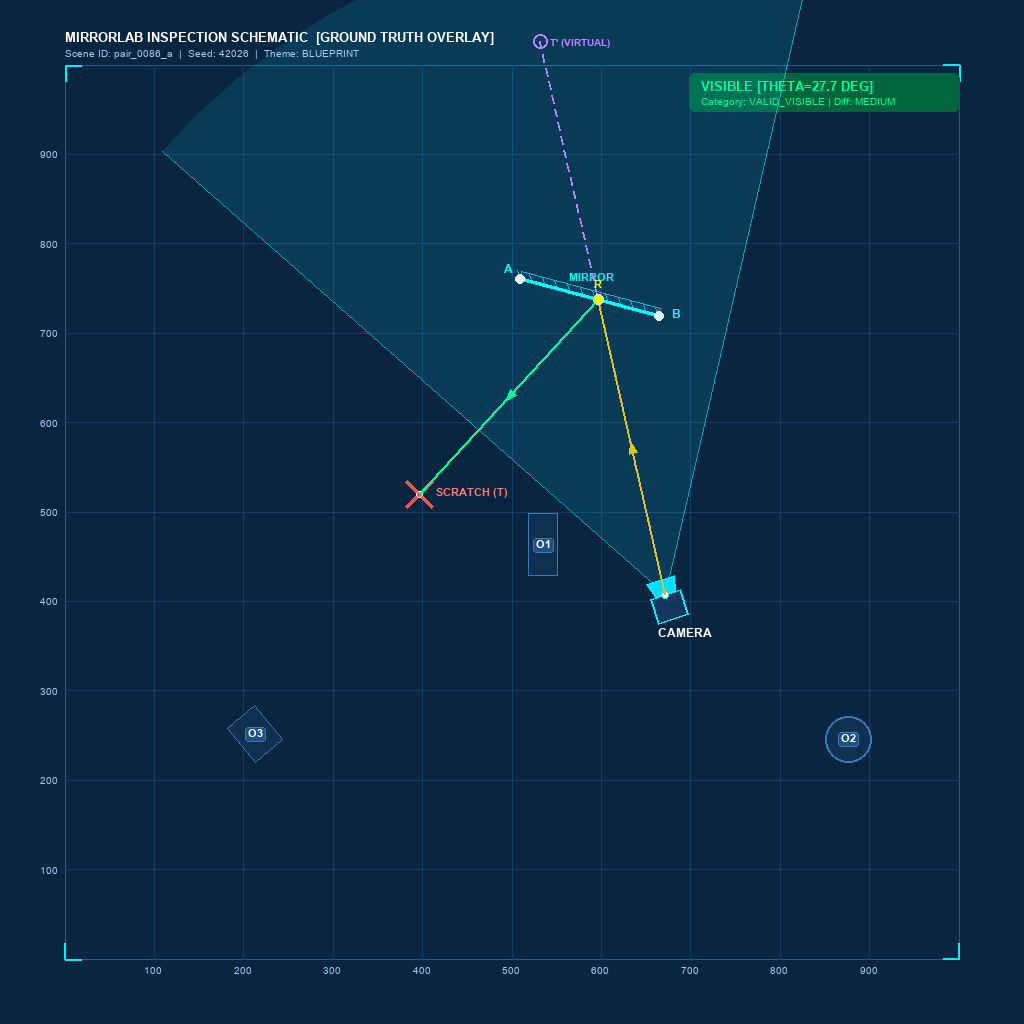 MIRRORLAB INSPECTION SCHEMATIC  [GROUND TRUTH OVERLAY]
Scene ID: pair_0086_a  |  Seed: 42026  |  Theme: BLUEPRINT
T' (VIRTUAL)
VISIBLE [THETA=27.7 DEG]
Category: VALID_VISIBLE | Diff: MEDIUM
900
800
A
MIRROR
R
B
700
600
SCRATCH (T)
500
O1
400
CAMERA
300
O3
O2
200
100
100 200 300 400 500 600 700 800 900